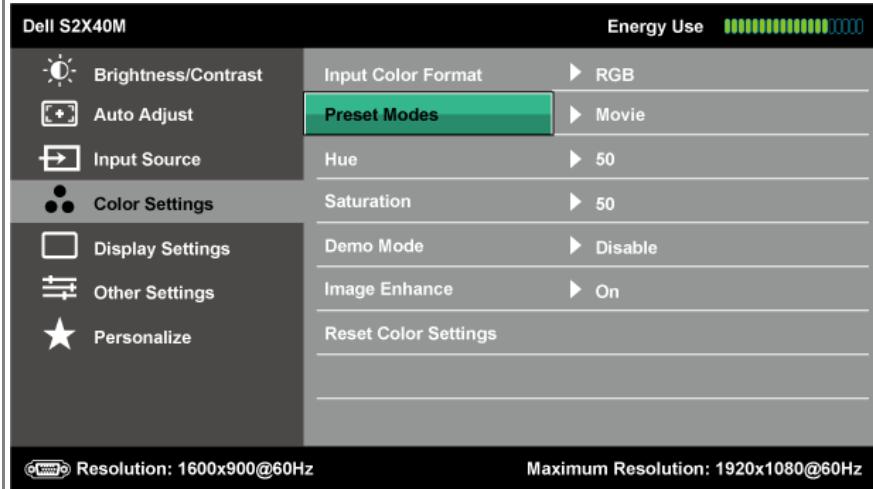 Dell S2X40M Energy Use
Brightness/Contrast Input Color Format RGB
Auto Adjust Preset Modes Movie
Input Source Hue 50
Color Settings Saturation 50
Display Settings Demo Mode Disable
Other Settings Image Enhance On
Personalize Reset Color Settings
Resolution: 1600x900@60Hz Maximum Resolution: 1920x1080@60Hz